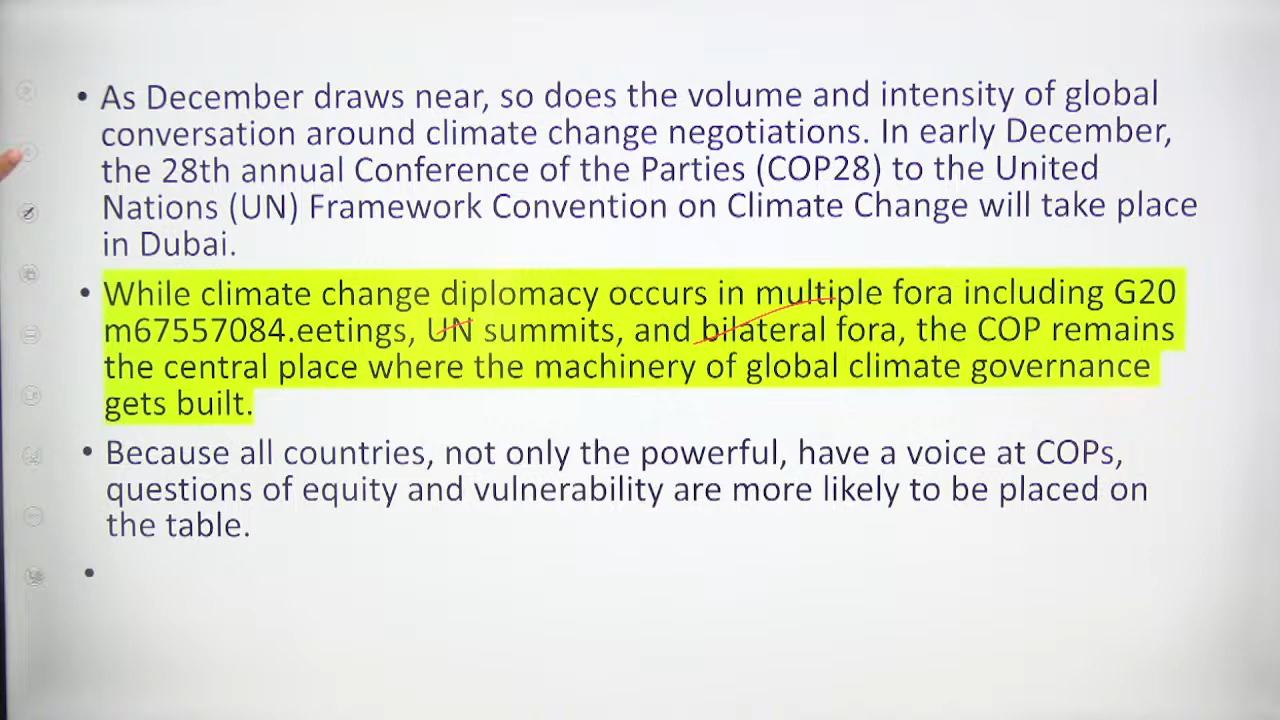 • As December draws near, so does the volume and intensity of global
conversation around climate change negotiations. In early December,
the 28th annual Conference of the Parties (COP28) to the United
Nations (UN) Framework Convention on Climate Change will take place
in Dubai.
• While climate change diplomacy occurs in multiple fora including G20
m67557084.eetings, UN summits, and bilateral fora, the COP remains
the central place where the machinery of global climate governance
gets built.
• Because all countries, not only the powerful, have a voice at COPs,
questions of equity and vulnerability are more likely to be placed on
the table.
•